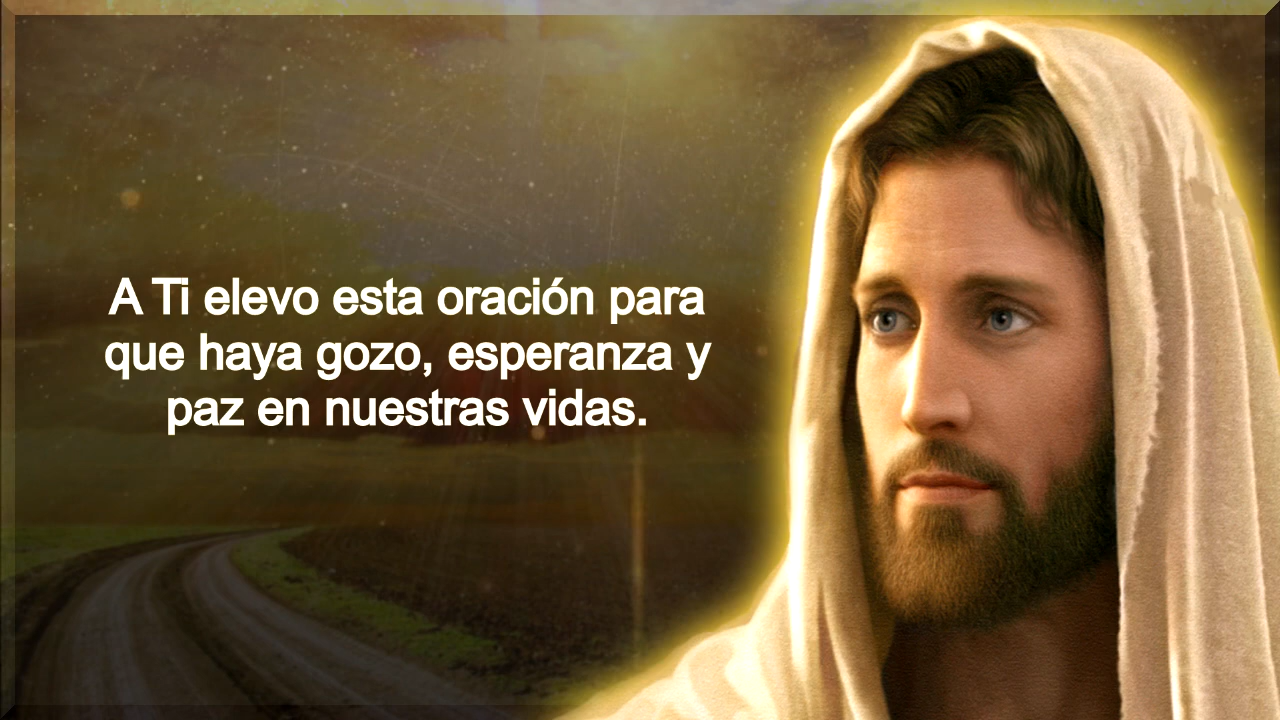 A Ti elevo esta oración para
que haya gozo, esperanza y
paz en nuestras vidas.